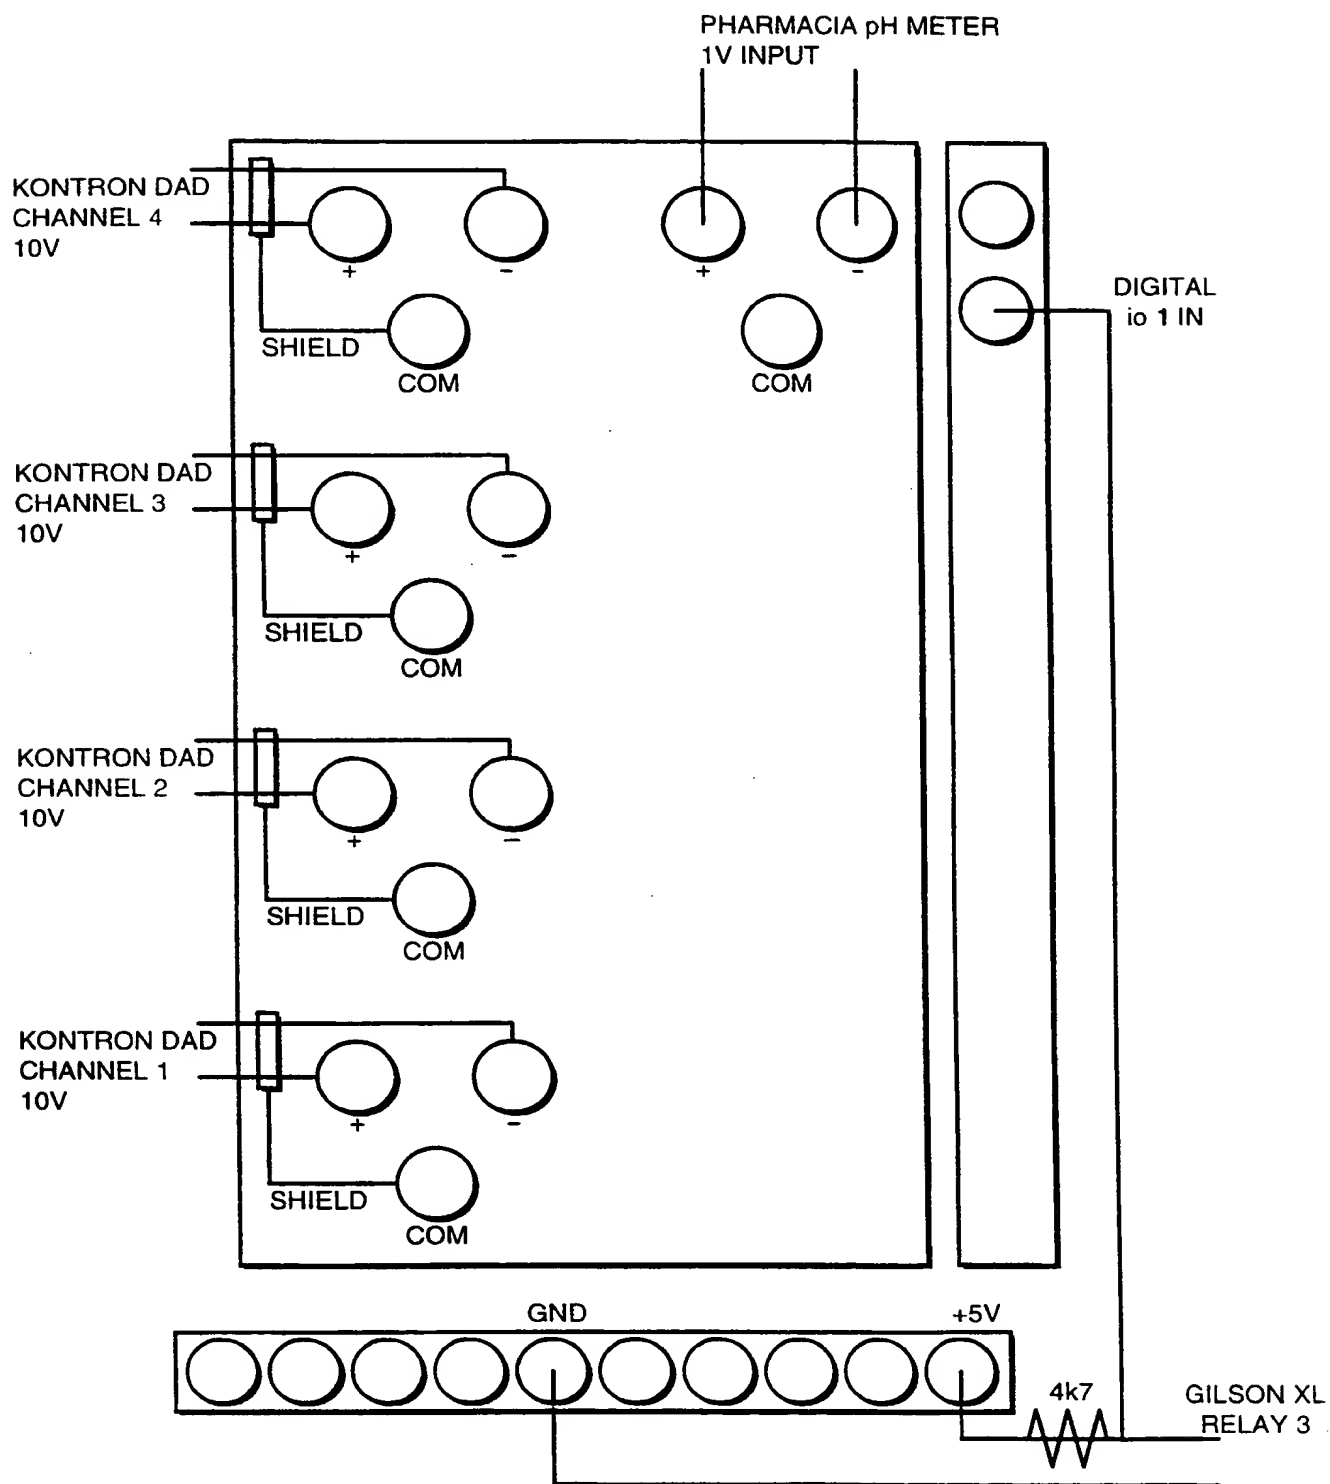 PHARMACIA pH METER
1V INPUT
KONTRON DAD
CHANNEL 4
10V
+
−
+
−
DIGITAL
io 1 IN
SHIELD
COM
COM
KONTRON DAD
CHANNEL 3
10V
+
−
SHIELD
COM
KONTRON DAD
CHANNEL 2
10V
+
−
SHIELD
COM
KONTRON DAD
CHANNEL 1
10V
+
−
SHIELD
COM
GND
+5V
4k7
GILSON XL
RELAY 3